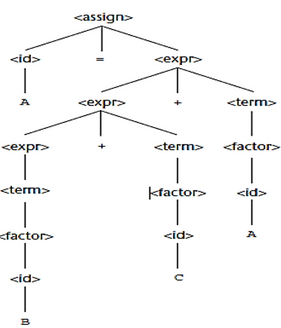 <assign>
<id> = <expr>
A <expr> + <term>
<expr> + <term> <factor>
<term> <factor> <id>
<factor> <id> A
<id> C
B